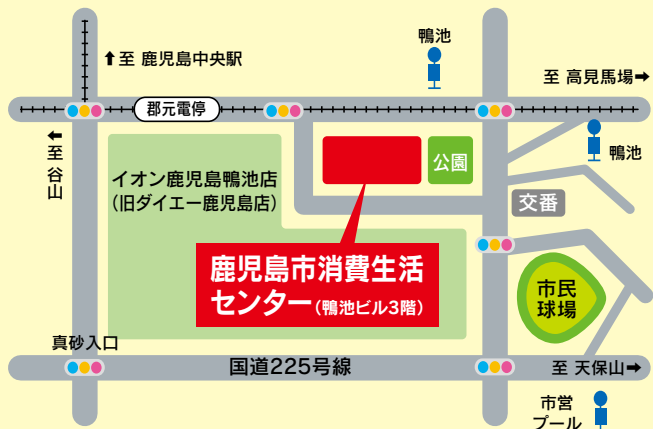 鴨池
↑至 鹿児島中央駅
至 高見馬場→
郡元電停
←至 谷山
鴨池
公園
イオン鹿児島鴨池店
(旧ダイエー鹿児島店)
交番
鹿児島市消費生活
センター(鴨池ビル3階)
市民
球場
真砂入口
国道225号線
至 天保山→
市営
プール